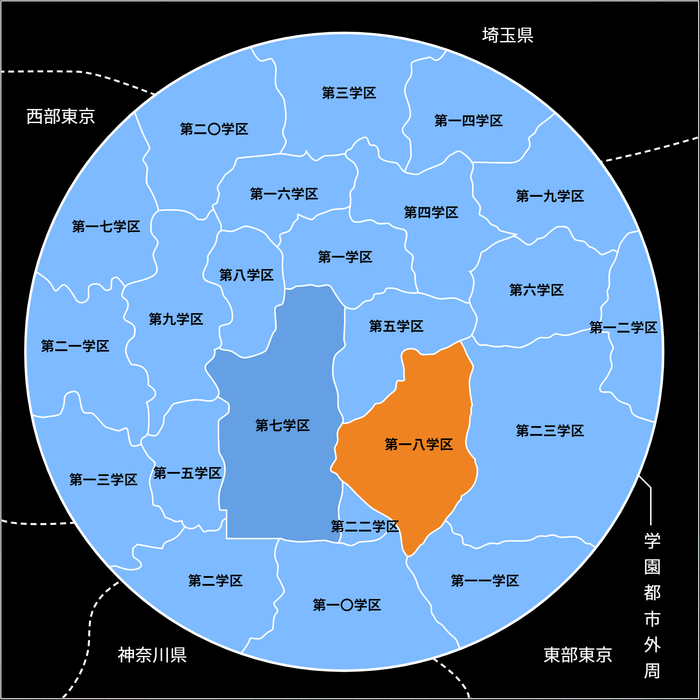 埼玉県
第三学区
西部東京
第一四学区
第二〇学区
第一六学区
第一九学区
第四学区
第一七学区
第一学区
第八学区
第六学区
第九学区
第五学区
第一二学区
第二一学区
第七学区
第二三学区
第一八学区
第一三学区
第一五学区
第二二学区
学園都市外周
第二学区
第一一学区
第一〇学区
神奈川県
東部東京